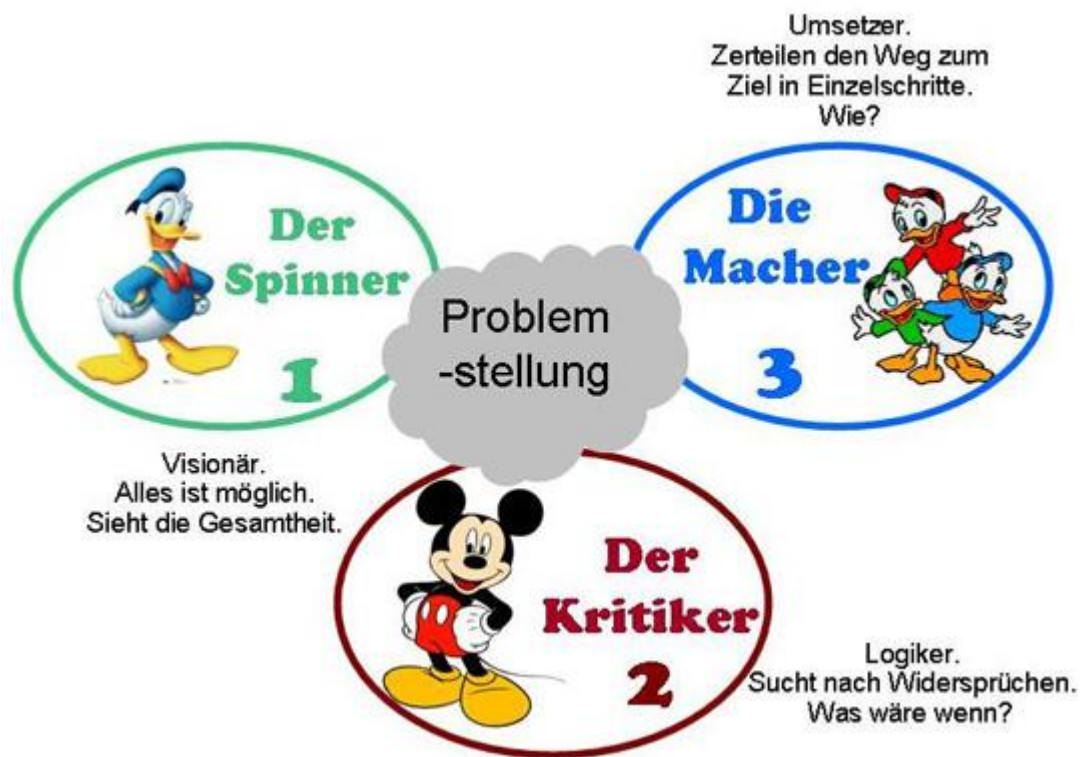 Umsetzer.
Zerteilen den Weg zum
Ziel in Einzelschritte.
Wie?
Der
Spinner
1
Problem
-stellung
Die
Macher
3
Visionär.
Alles ist möglich.
Sieht die Gesamtheit.
Der
Kritiker
2
Logiker.
Sucht nach Widersprüchen.
Was wäre wenn?